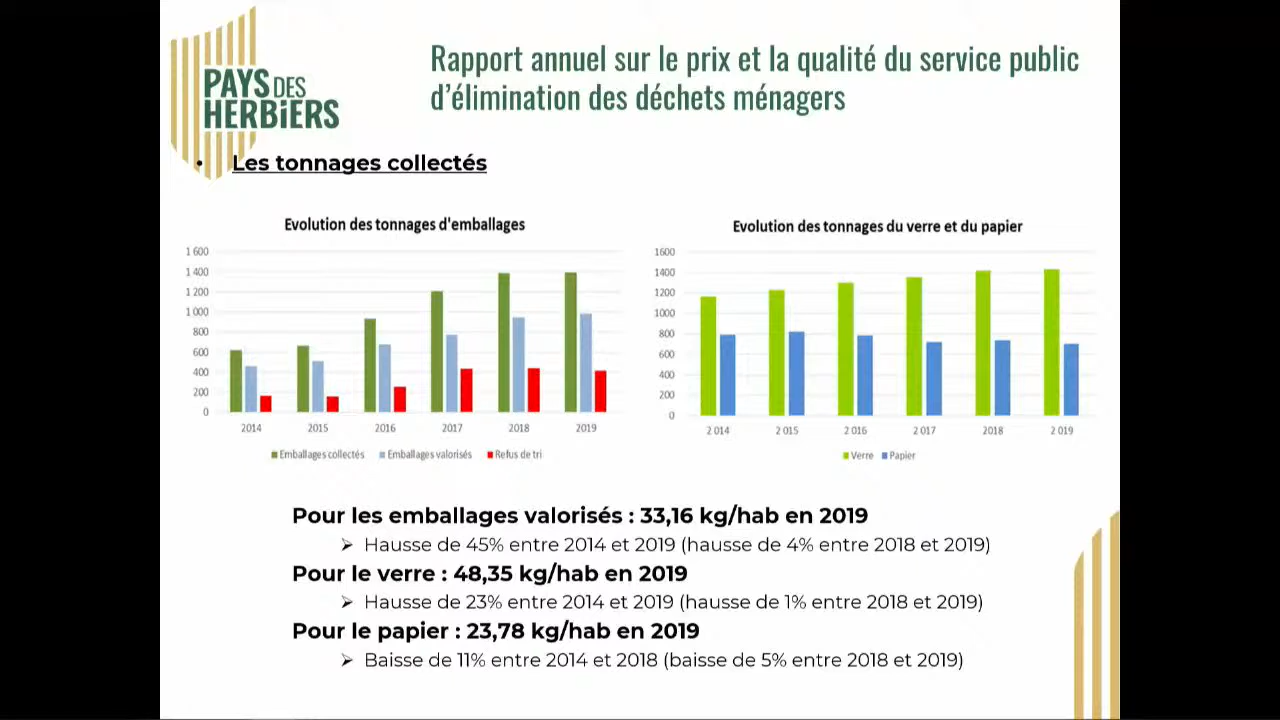 PAYS DES
HERBiERS
Rapport annuel sur le prix et la qualité du service public
d'élimination des déchets ménagers
• Les tonnages collectés
Evolution des tonnages d'emballages
1 600
1 400
1 200
1 000
800
600
400
200
0
2014 2015 2016 2017 2018 2019
Emballages collectés Emballages valorisés Refus de tri
Evolution des tonnages du verre et du papier
1600
1400
1200
1000
800
600
400
200
0
2 014 2 015 2 016 2 017 2018 2 019
Verre Papier
Pour les emballages valorisés : 33,16 kg/hab en 2019
➢ Hausse de 45% entre 2014 et 2019 (hausse de 4% entre 2018 et 2019)
Pour le verre : 48,35 kg/hab en 2019
➢ Hausse de 23% entre 2014 et 2019 (hausse de 1% entre 2018 et 2019)
Pour le papier : 23,78 kg/hab en 2019
➢ Baisse de 11% entre 2014 et 2018 (baisse de 5% entre 2018 et 2019)